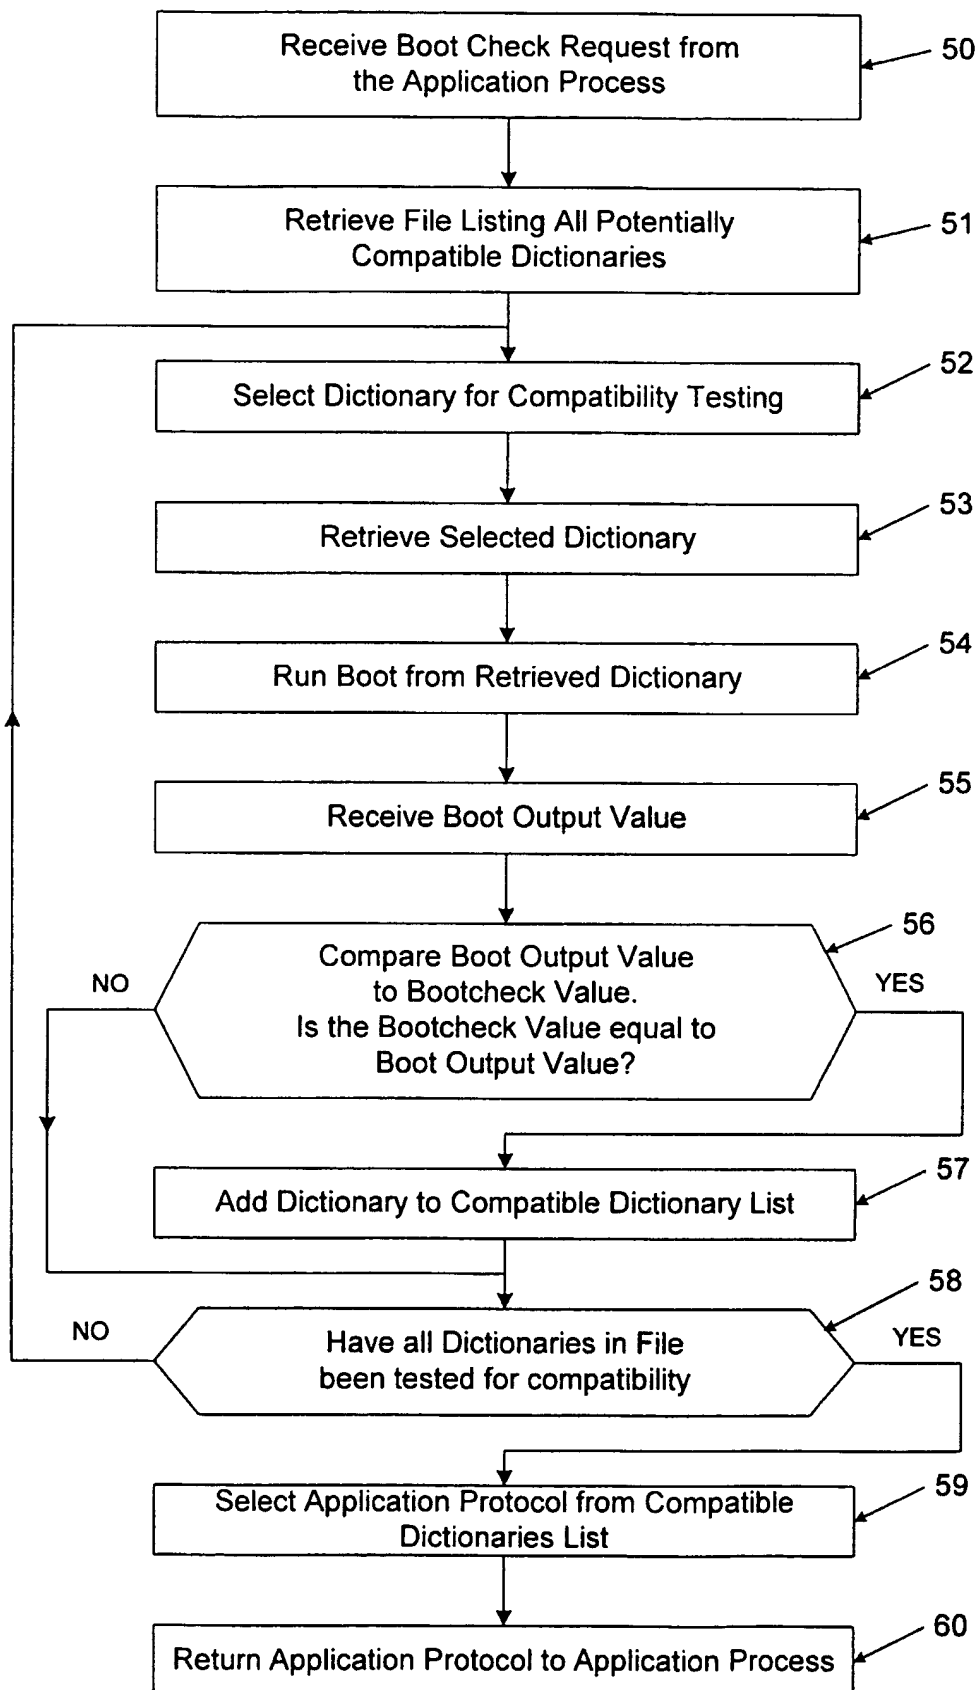 Receive Boot Check Request from
the Application Process
50
Retrieve File Listing All Potentially
Compatible Dictionaries
51
Select Dictionary for Compatibility Testing
52
Retrieve Selected Dictionary
53
Run Boot from Retrieved Dictionary
54
Receive Boot Output Value
55
Compare Boot Output Value
to Bootcheck Value.
Is the Bootcheck Value equal to
Boot Output Value?
56
NO
YES
Add Dictionary to Compatible Dictionary List
57
Have all Dictionaries in File
been tested for compatibility
58
NO
YES
Select Application Protocol from Compatible
Dictionaries List
59
Return Application Protocol to Application Process
60